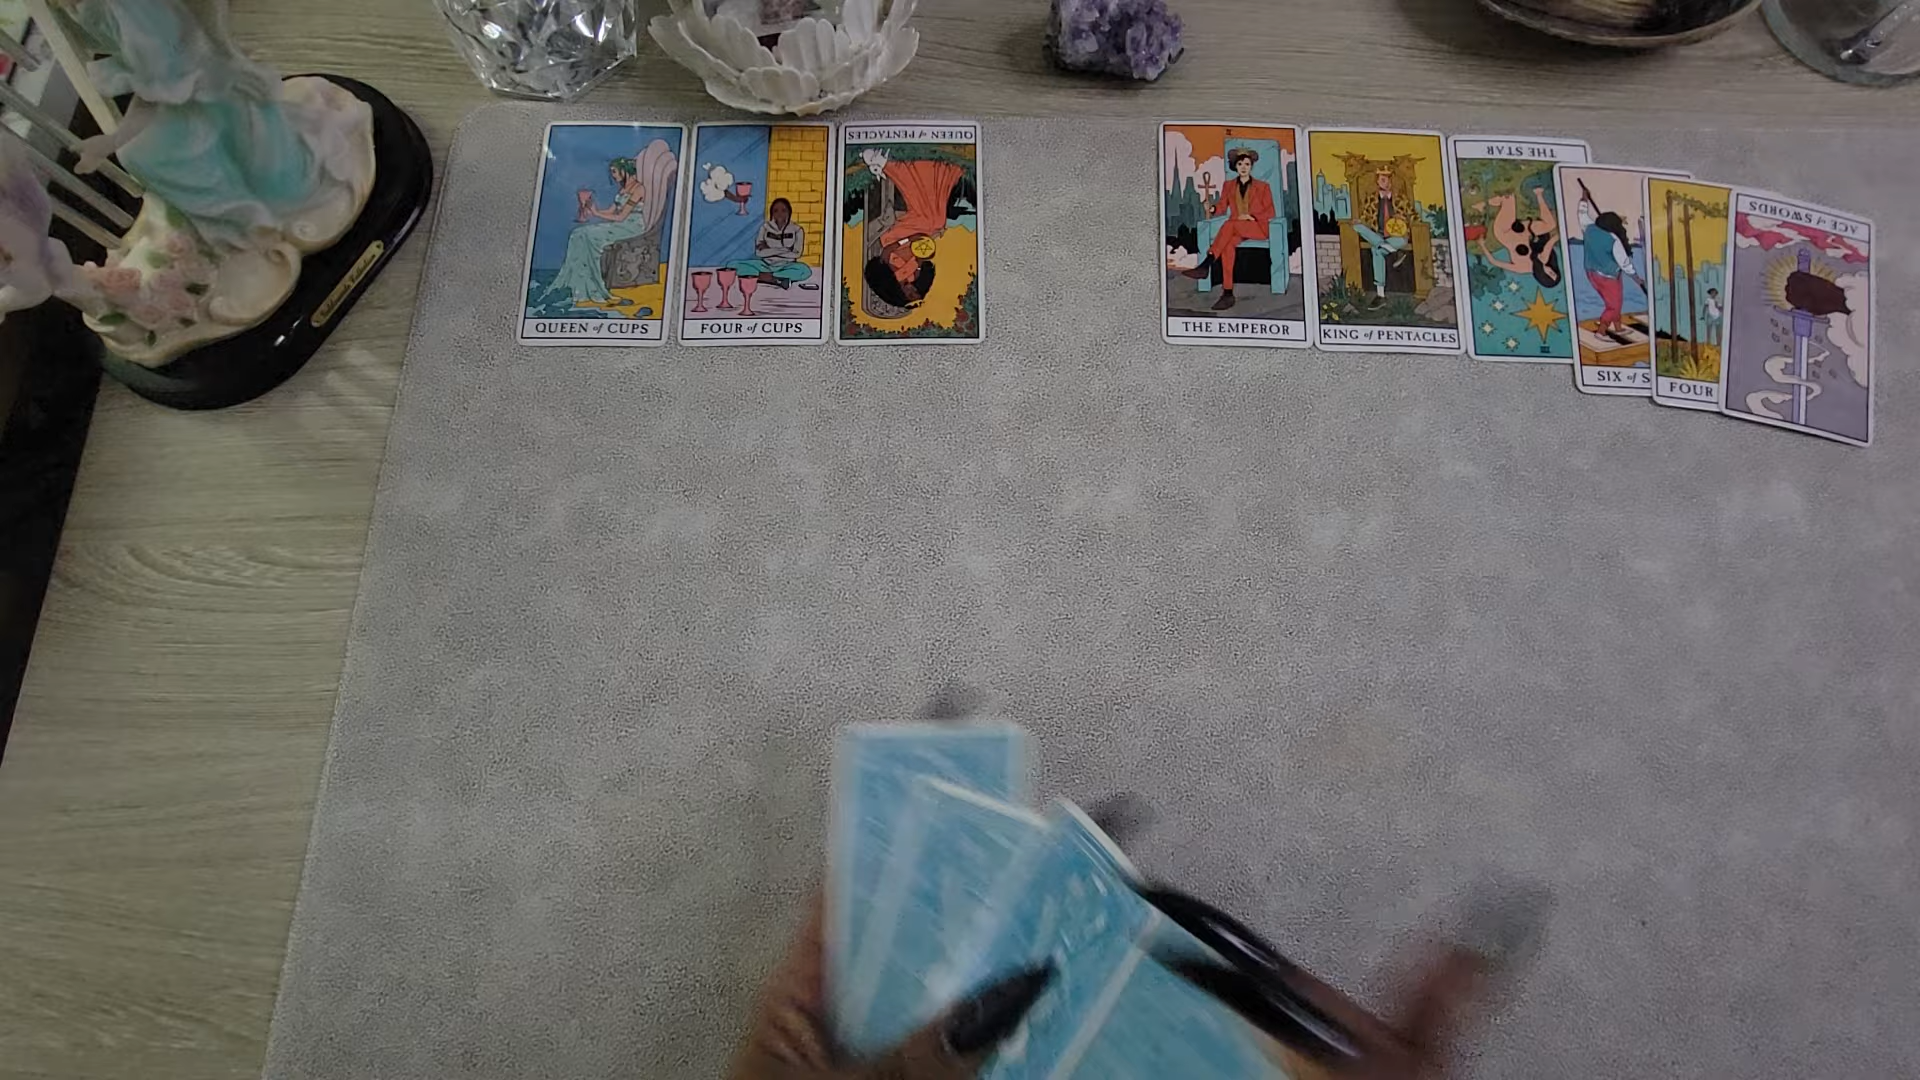 QUEEN of CUPS
FOUR of CUPS
QUEEN of PENTACLES
THE EMPEROR
KING of PENTACLES
THE STAR
SIX of S
FOUR
ACE of SWORDS